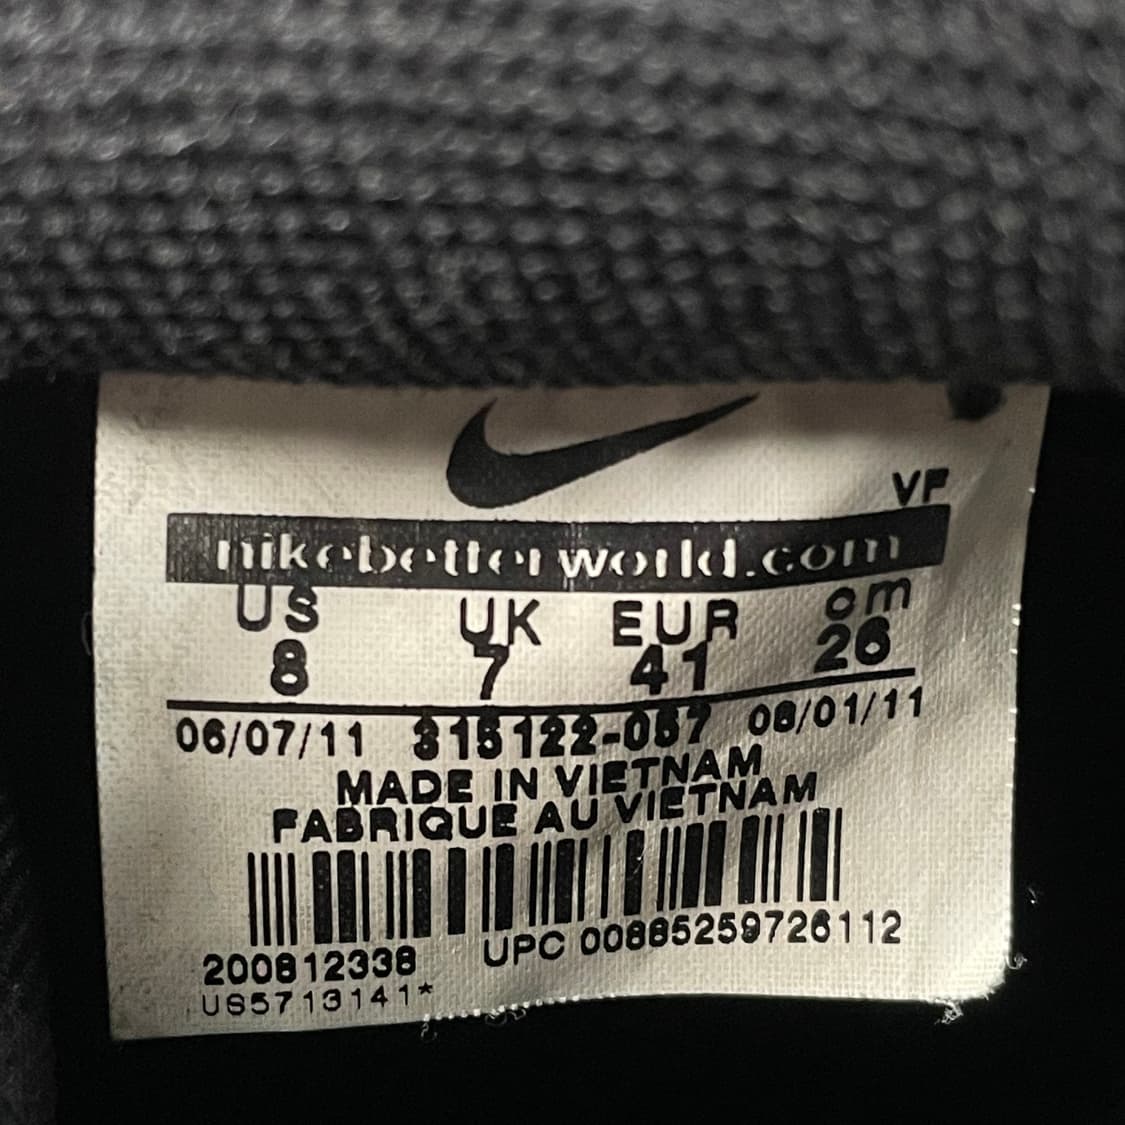 VF
nikebetterworld.com
US UK EUR cm
8 7 41 26
06/07/11 315122-057 08/01/11
MADE IN VIETNAM
FABRIQUE AU VIETNAM
200812338 UPC 00885259726112
US5713141*